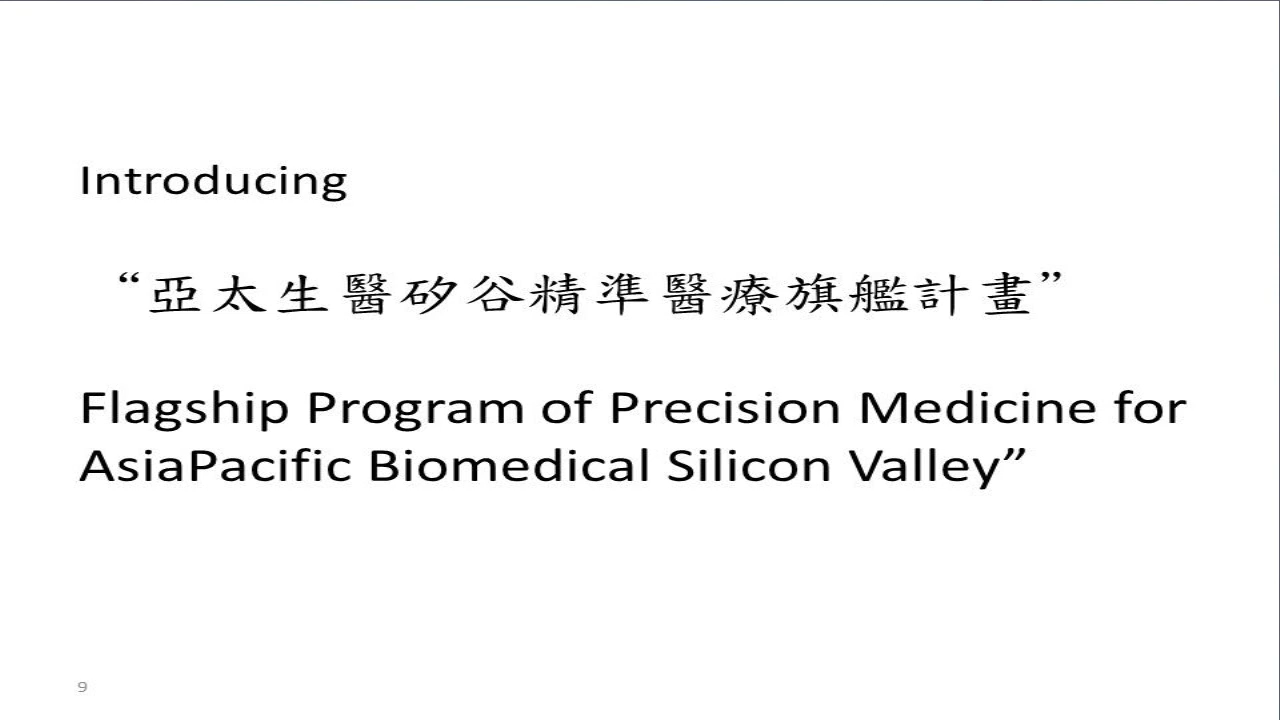 Introducing
“亞太生醫矽谷精準醫療旗艦計畫”
Flagship Program of Precision Medicine for
AsiaPacific Biomedical Silicon Valley”
9